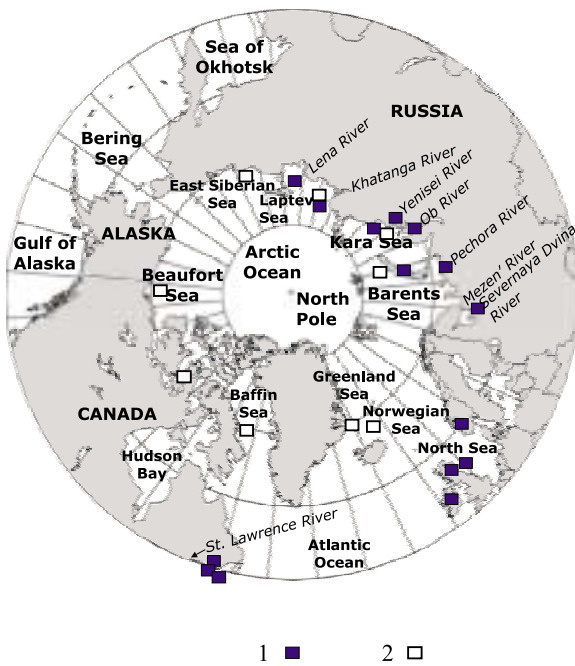 Sea of
Okhotsk
RUSSIA
Bering
Sea
Lena River
Khatanga River
Yenisei River
Ob River
East Siberian
Sea
Laptev
Sea
Pechora River
Mezen' River
Severnaya Dvina
River
Gulf of
Alaska
ALASKA
Kara Sea
Arctic
Ocean
Beaufort
Sea
North
Pole
Barents
Sea
Greenland
Sea
Norwegian
Sea
Baffin
Sea
CANADA
Hudson
Bay
North Sea
St. Lawrence River
Atlantic
Ocean
1 2